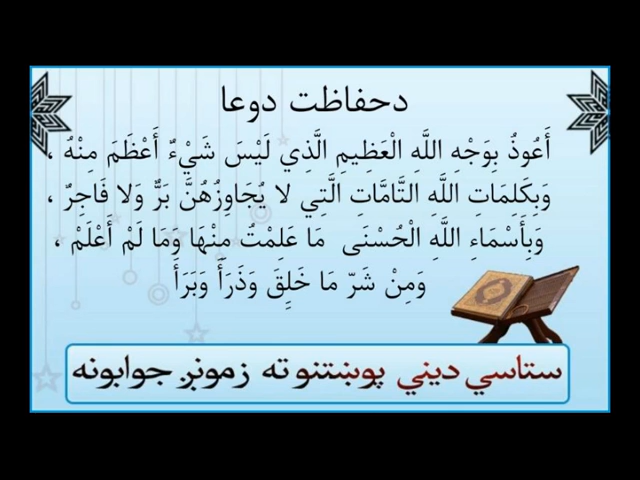 دحفاظت دوعا
أَعُوذُ بِوَجْهِ اللَّهِ الْعَظِيمِ الَّذِي لَيْسَ شَيْءٌ أَعْظَمَ مِنْهُ ،
وَبِكَلِمَاتِ اللَّهِ التَّامَّاتِ الَّتِي لا يُجَاوِزُهُنَّ بَرٌّ وَلا فَاجِرٌ ،
وَبِأَسْمَاءِ اللَّهِ الْحُسْنَى مَا عَلِمْتُ مِنْهَا وَمَا لَمْ أَعْلَمْ ،
وَمِنْ شَرّ مَا خَلِقَ وَذَرَأَ وَبَرَأَ
ستاسي ديني پوښتنو ته زمونږ جوابونه